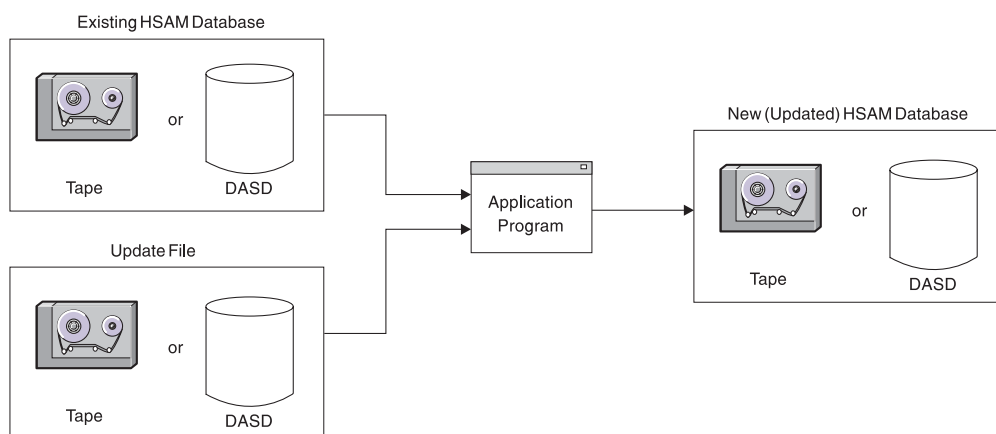 Existing HSAM Database
or
Tape
DASD
Update File
or
Tape
DASD
Application
Program
New (Updated) HSAM Database
or
Tape
DASD